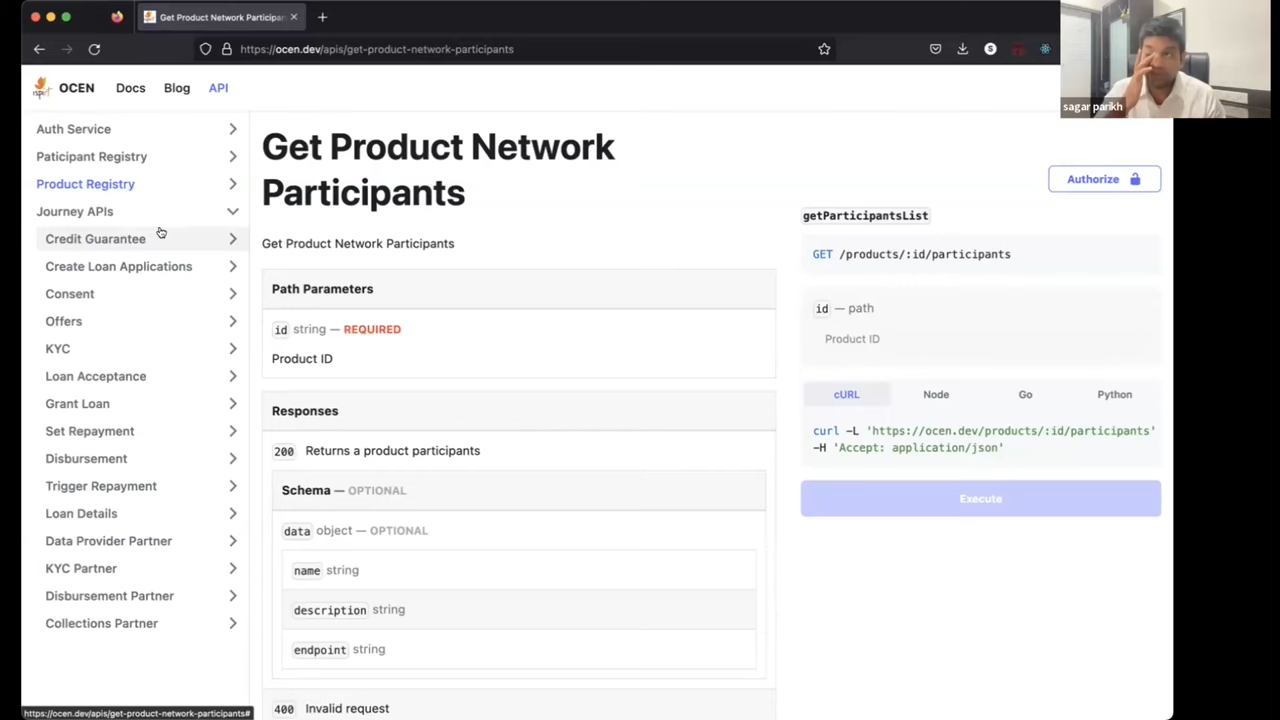 Get Product Network Participan
https://ocen.dev/apis/get-product-network-participants
S
sagar parikh
OCEN
Docs
Blog
API
Auth Service
Paticipant Registry
Product Registry
Journey APIs
Credit Guarantee
Create Loan Applications
Consent
Offers
KYC
Loan Acceptance
Grant Loan
Set Repayment
Disbursement
Trigger Repayment
Loan Details
Data Provider Partner
KYC Partner
Disbursement Partner
Collections Partner
Get Product Network
Participants
Get Product Network Participants
Path Parameters
id string — REQUIRED
Product ID
Responses
200 Returns a product participants
Schema — OPTIONAL
data object — OPTIONAL
name string
description string
endpoint string
400 Invalid request
Authorize
getParticipantsList
GET /products/:id/participants
id — path
Product ID
cURL
Node
Go
Python
curl -L 'https://ocen.dev/products/:id/participants'
-H 'Accept: application/json'
Execute
https://ocen.dev/apis/get-product-network-participants#